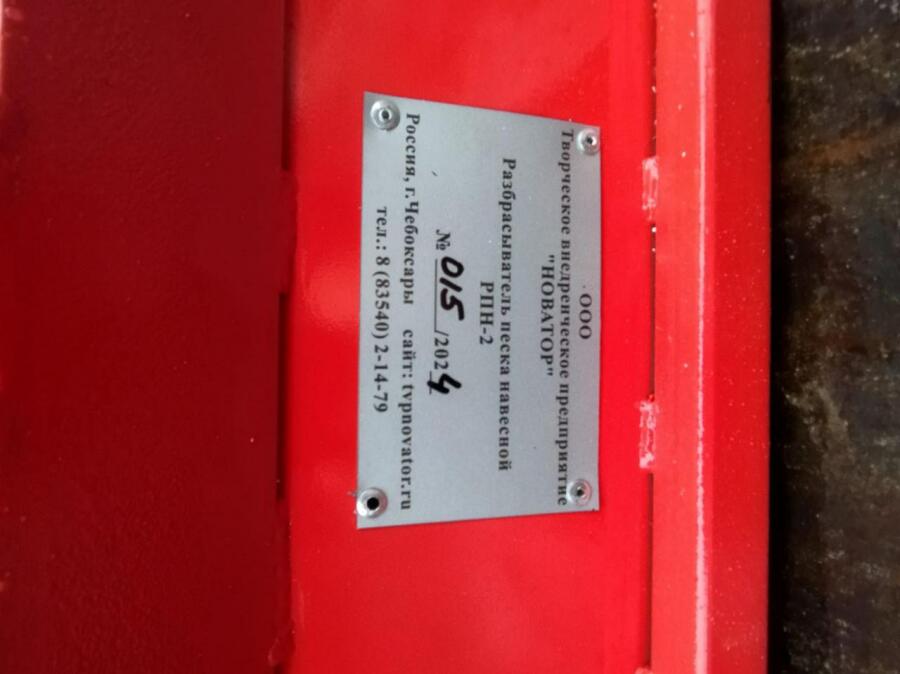 ООО
Творческое внедренческое предприятие
"НОВАТОР"
Разбрасыватель песка навесной
РПН-2
№ 015 /2024
Россия, г.Чебоксары сайт: tvpnovator.ru
тел.: 8 (83540) 2-14-79